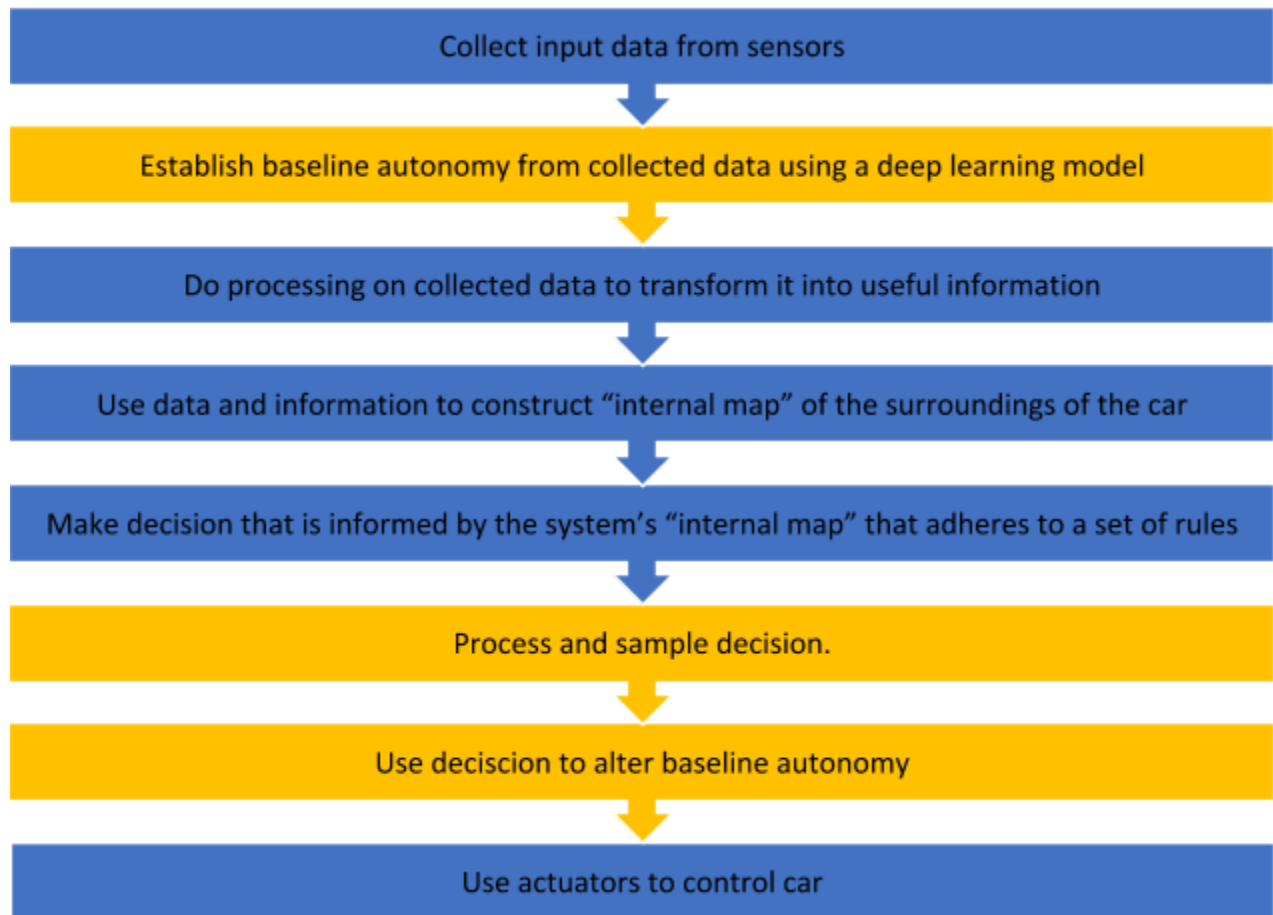 Collect input data from sensors
Establish baseline autonomy from collected data using a deep learning model
Do processing on collected data to transform it into useful information
Use data and information to construct “internal map” of the surroundings of the car
Make decision that is informed by the system’s “internal map” that adheres to a set of rules
Process and sample decision.
Use deciscion to alter baseline autonomy
Use actuators to control car